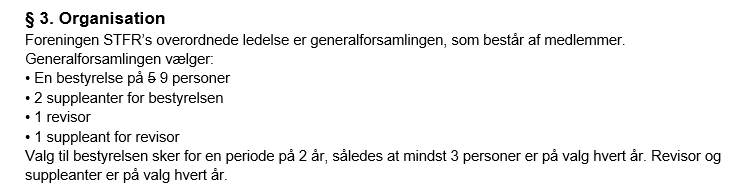 § 3. Organisation
Foreningen STFR's overordnede ledelse er generalforsamlingen, som består af medlemmer.
Generalforsamlingen vælger:
• En bestyrelse på 5 9 personer
• 2 suppleanter for bestyrelsen
• 1 revisor
• 1 suppleant for revisor
Valg til bestyrelsen sker for en periode på 2 år, således at mindst 3 personer er på valg hvert år. Revisor og
suppleanter er på valg hvert år.